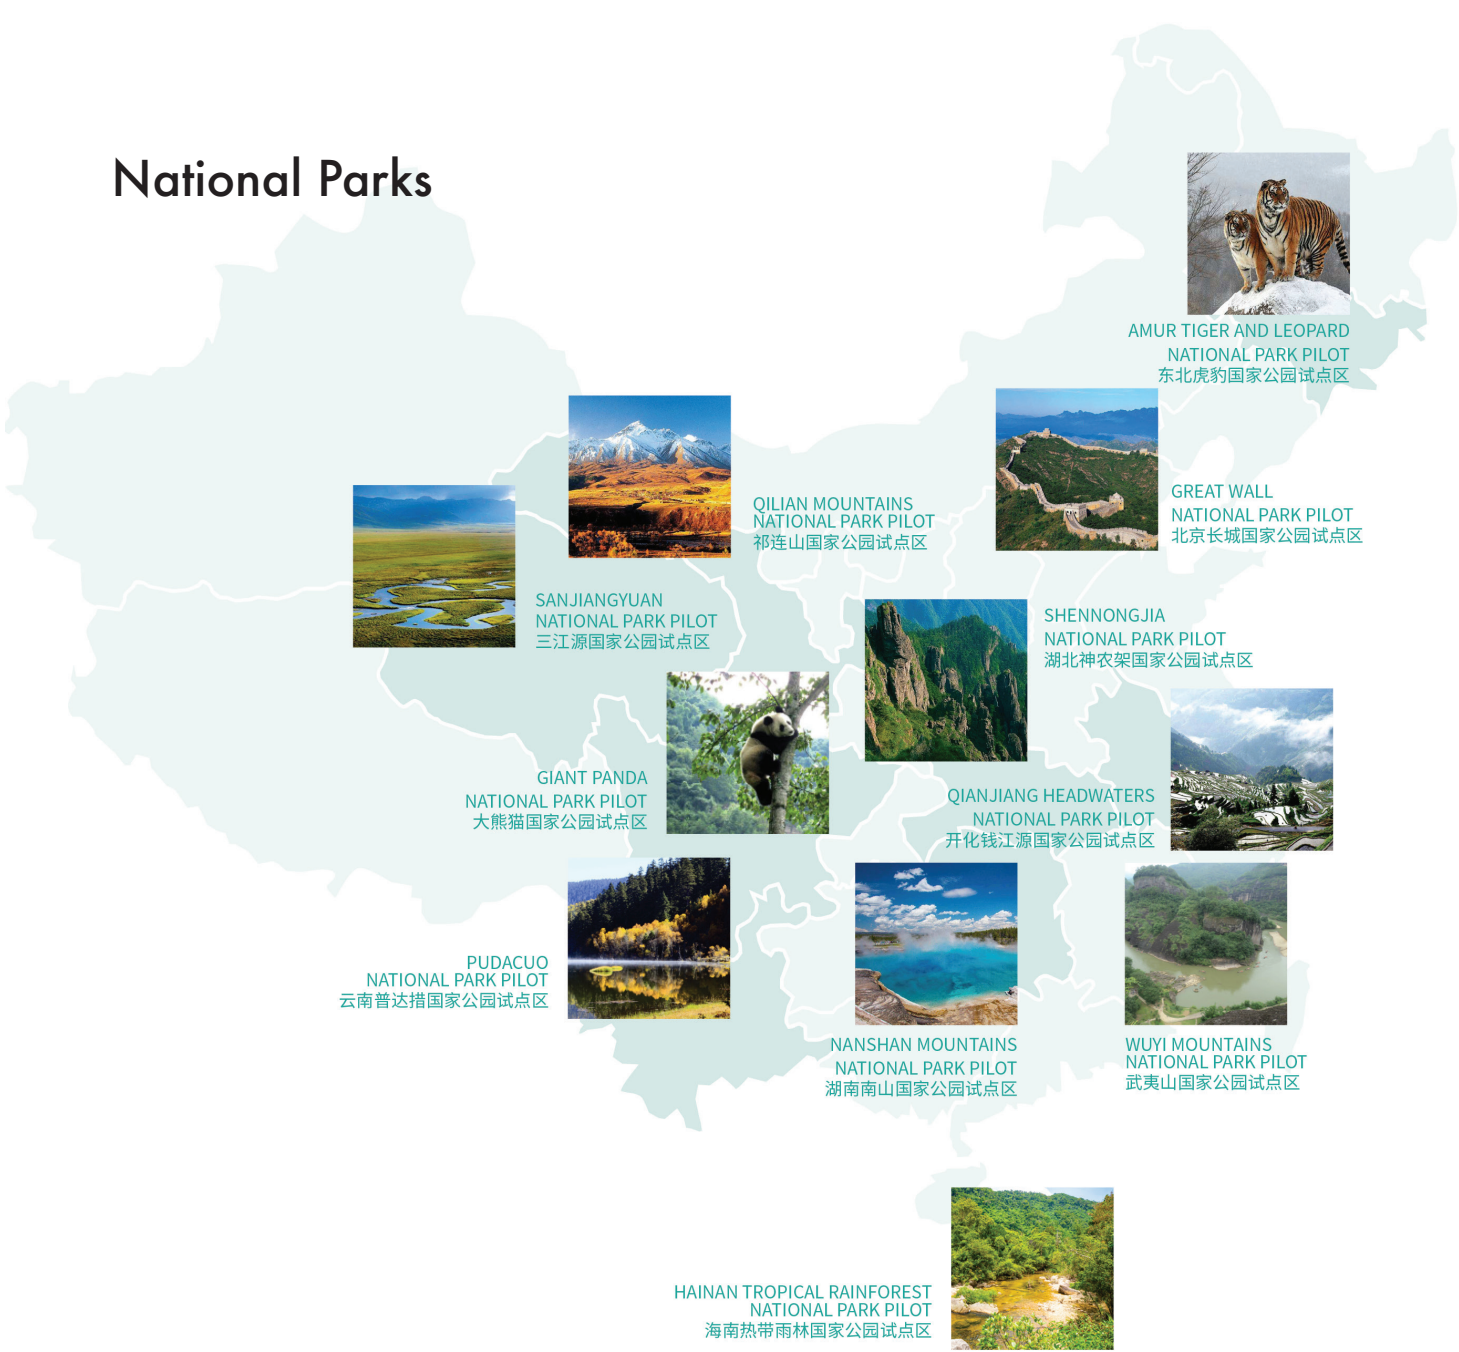 National Parks
AMUR TIGER AND LEOPARD
NATIONAL PARK PILOT
东北虎豹国家公园试点区
QILIAN MOUNTAINS
NATIONAL PARK PILOT
祁连山国家公园试点区
GREAT WALL
NATIONAL PARK PILOT
北京长城国家公园试点区
SANJIANGYUAN
NATIONAL PARK PILOT
三江源国家公园试点区
SHENNONGJIA
NATIONAL PARK PILOT
湖北神农架国家公园试点区
GIANT PANDA
NATIONAL PARK PILOT
大熊猫国家公园试点区
QIANJIANG HEADWATERS
NATIONAL PARK PILOT
开化钱江源国家公园试点区
PUDACUO
NATIONAL PARK PILOT
云南普达措国家公园试点区
NANSHAN MOUNTAINS
NATIONAL PARK PILOT
湖南南山国家公园试点区
WUYI MOUNTAINS
NATIONAL PARK PILOT
武夷山国家公园试点区
HAINAN TROPICAL RAINFOREST
NATIONAL PARK PILOT
海南热带雨林国家公园试点区